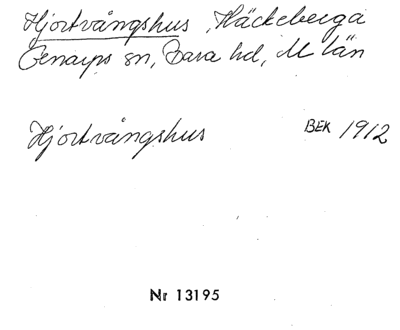 Hjortvångshus, Häckeberga
Genarps sn, Bara hd, M län
Hjortvångshus BEK 1912
Nr 13195